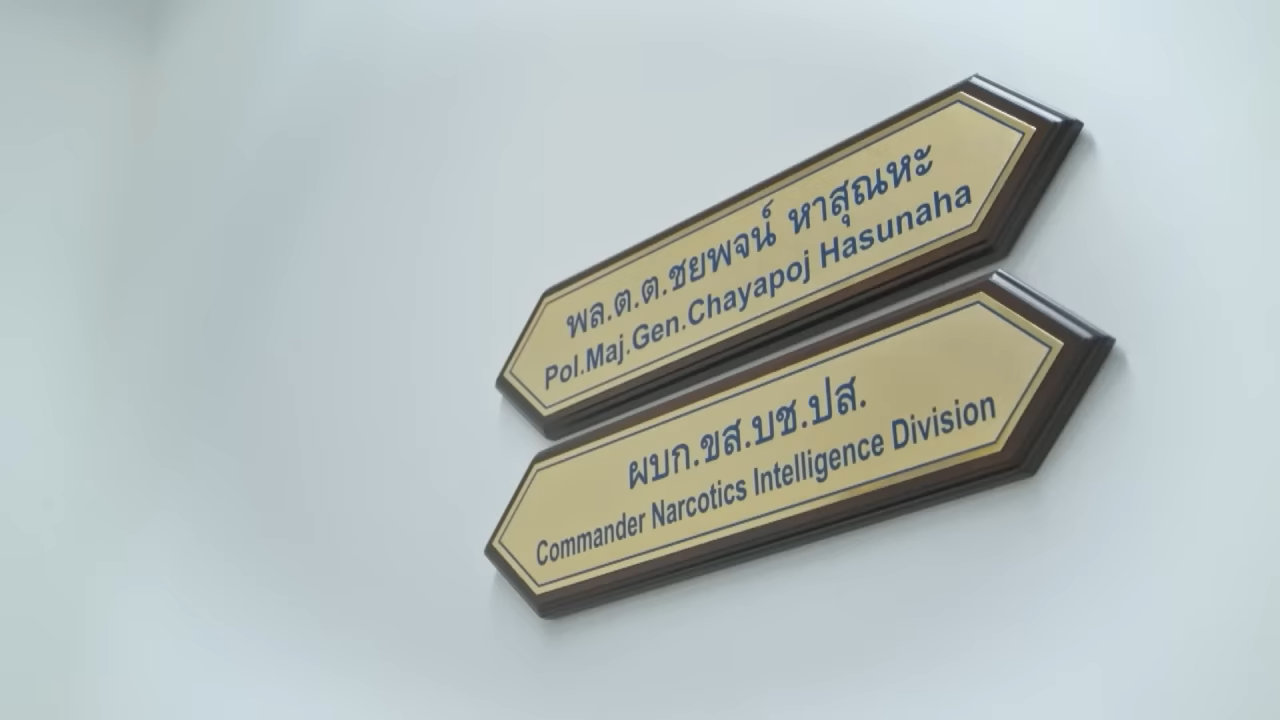 พล.ต.ต.ชยพจน์ หาสุณหะ
Pol.Maj.Gen.Chayapoj Hasunaha
ผบก.ขส.บช.ปส.
Commander Narcotics Intelligence Division